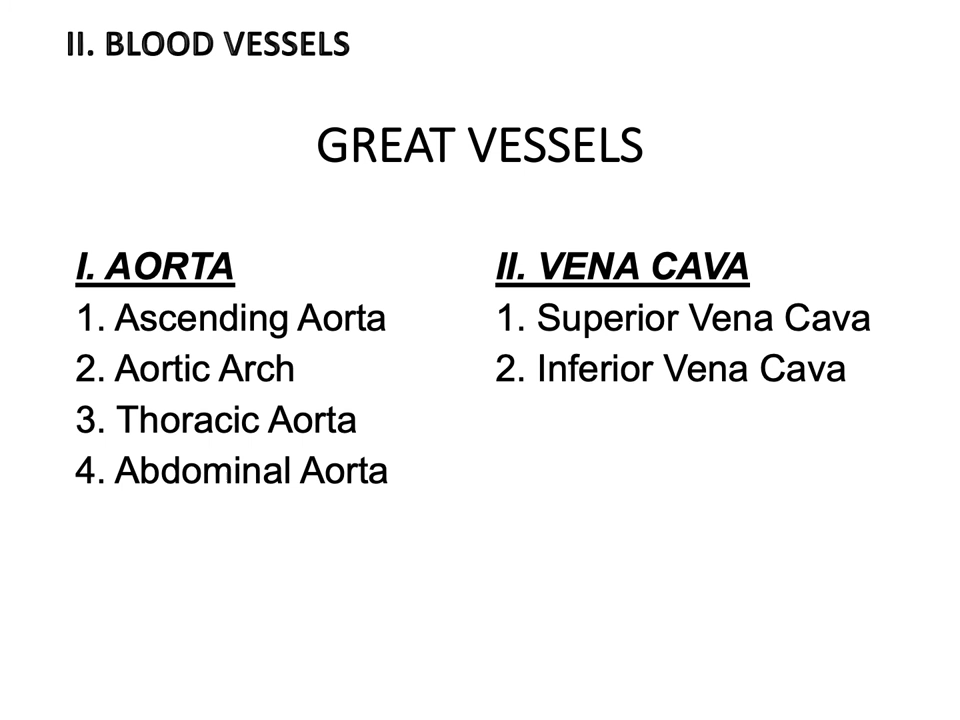 II. BLOOD VESSELS
GREAT VESSELS
I. AORTA
1. Ascending Aorta
2. Aortic Arch
3. Thoracic Aorta
4. Abdominal Aorta
II. VENA CAVA
1. Superior Vena Cava
2. Inferior Vena Cava